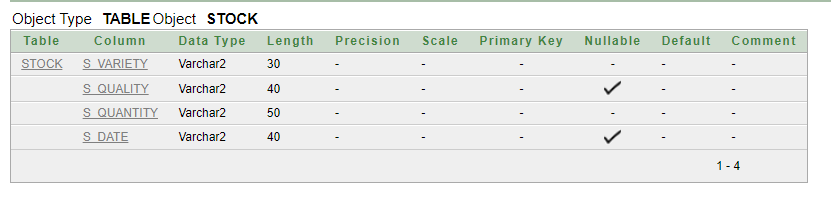 Object Type TABLE Object STOCK
Table Column Data Type Length Precision Scale Primary Key Nullable Default Comment
STOCK S_VARIETY Varchar2 30 - - - - - -
S_QUALITY Varchar2 40 - - - ✓ - -
S_QUANTITY Varchar2 50 - - - - - -
S_DATE Varchar2 40 - - - ✓ - -
1 - 4